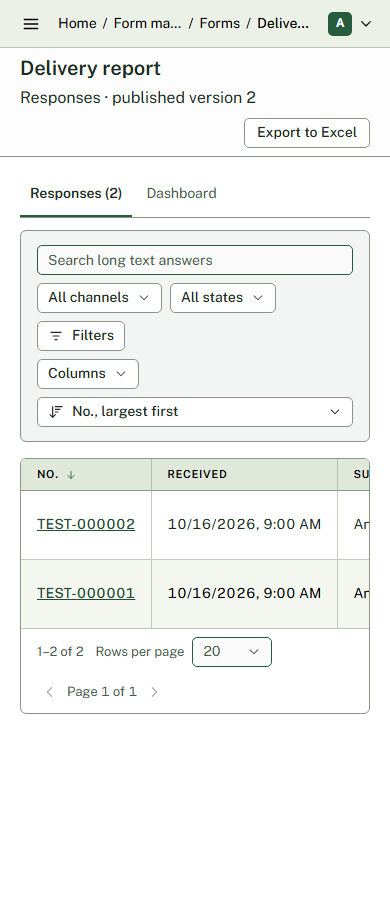 Home / Form ma... / Forms / Delive... A
Delivery report
Responses · published version 2
Export to Excel
Responses (2) Dashboard
Search long text answers
All channels All states
Filters
Columns
No., largest first
NO. RECEIVED SU
TEST-000002 10/16/2026, 9:00 AM Ar
TEST-000001 10/16/2026, 9:00 AM Ar
1–2 of 2 Rows per page 20
Page 1 of 1